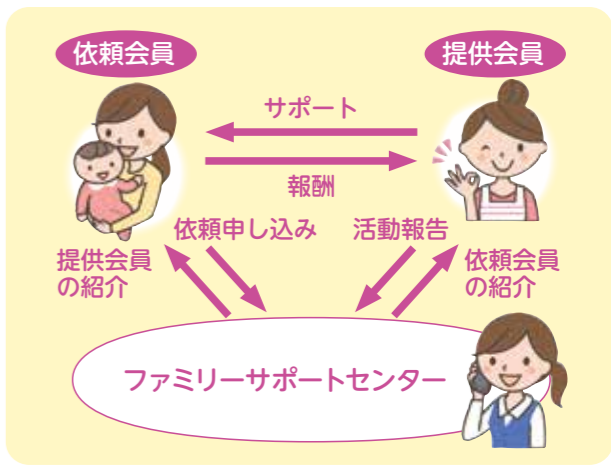 依頼会員
提供会員
サポート
報酬
依頼申し込み
活動報告
提供会員
の紹介
依頼会員
の紹介
ファミリーサポートセンター